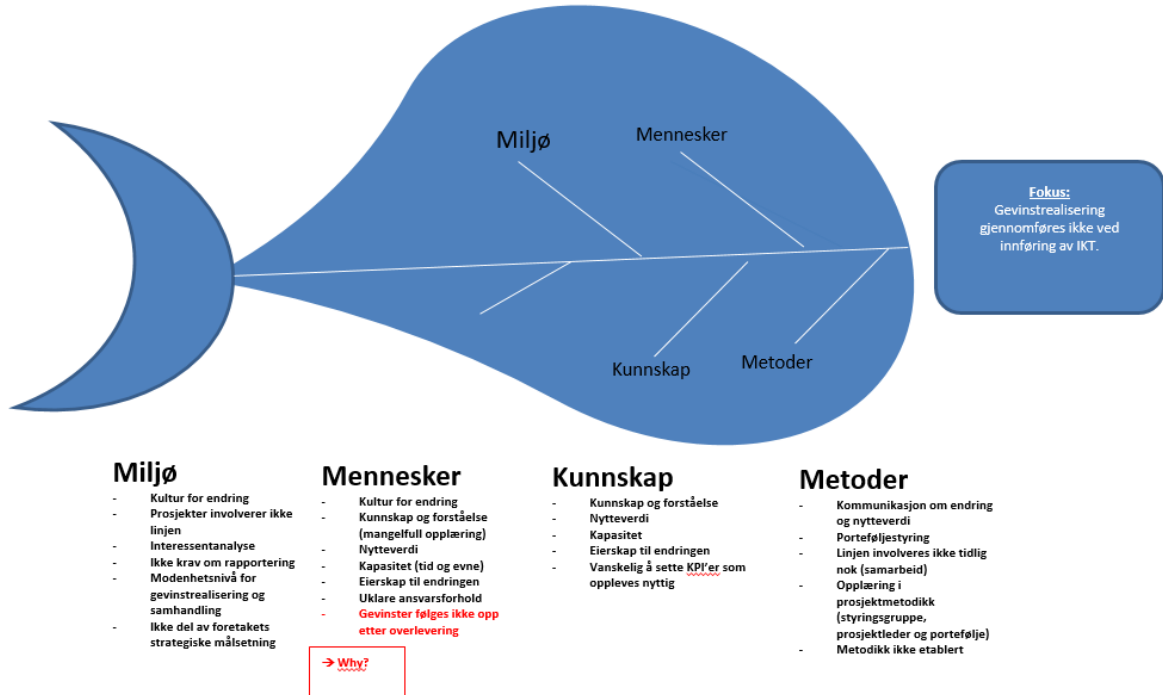 Miljø
Mennesker
Fokus:
Gevinstrealisering
gjennomføres ikke ved
innføring av IKT.
Kunnskap
Metoder
Miljø
- Kultur for endring
- Prosjekter involverer ikke
linjen
- Interessentanalyse
- Ikke krav om rapportering
- Modenhetsnivå for
gevinstrealisering og
samhandling
- Ikke del av foretakets
strategiske målsetning
Mennesker
- Kultur for endring
- Kunnskap og forståelse
(mangelfull opplæring)
- Nytteverdi
- Kapasitet (tid og evne)
- Eierskap til endringen
- Uklare ansvarsforhold
- Gevinster følges ikke opp
etter overlevering
→ Why?
Kunnskap
- Kunnskap og forståelse
- Nytteverdi
- Kapasitet
- Eierskap til endringen
- Vanskelig å sette KPI'er som
oppleves nyttig
Metoder
- Kommunikasjon om endring
og nytteverdi
- Porteføljestyring
- Linjen involveres ikke tidlig
nok (samarbeid)
- Opplæring i
prosjektmetodikk
(styringsgruppe,
prosjektleder og portefølje)
- Metodikk ikke etablert